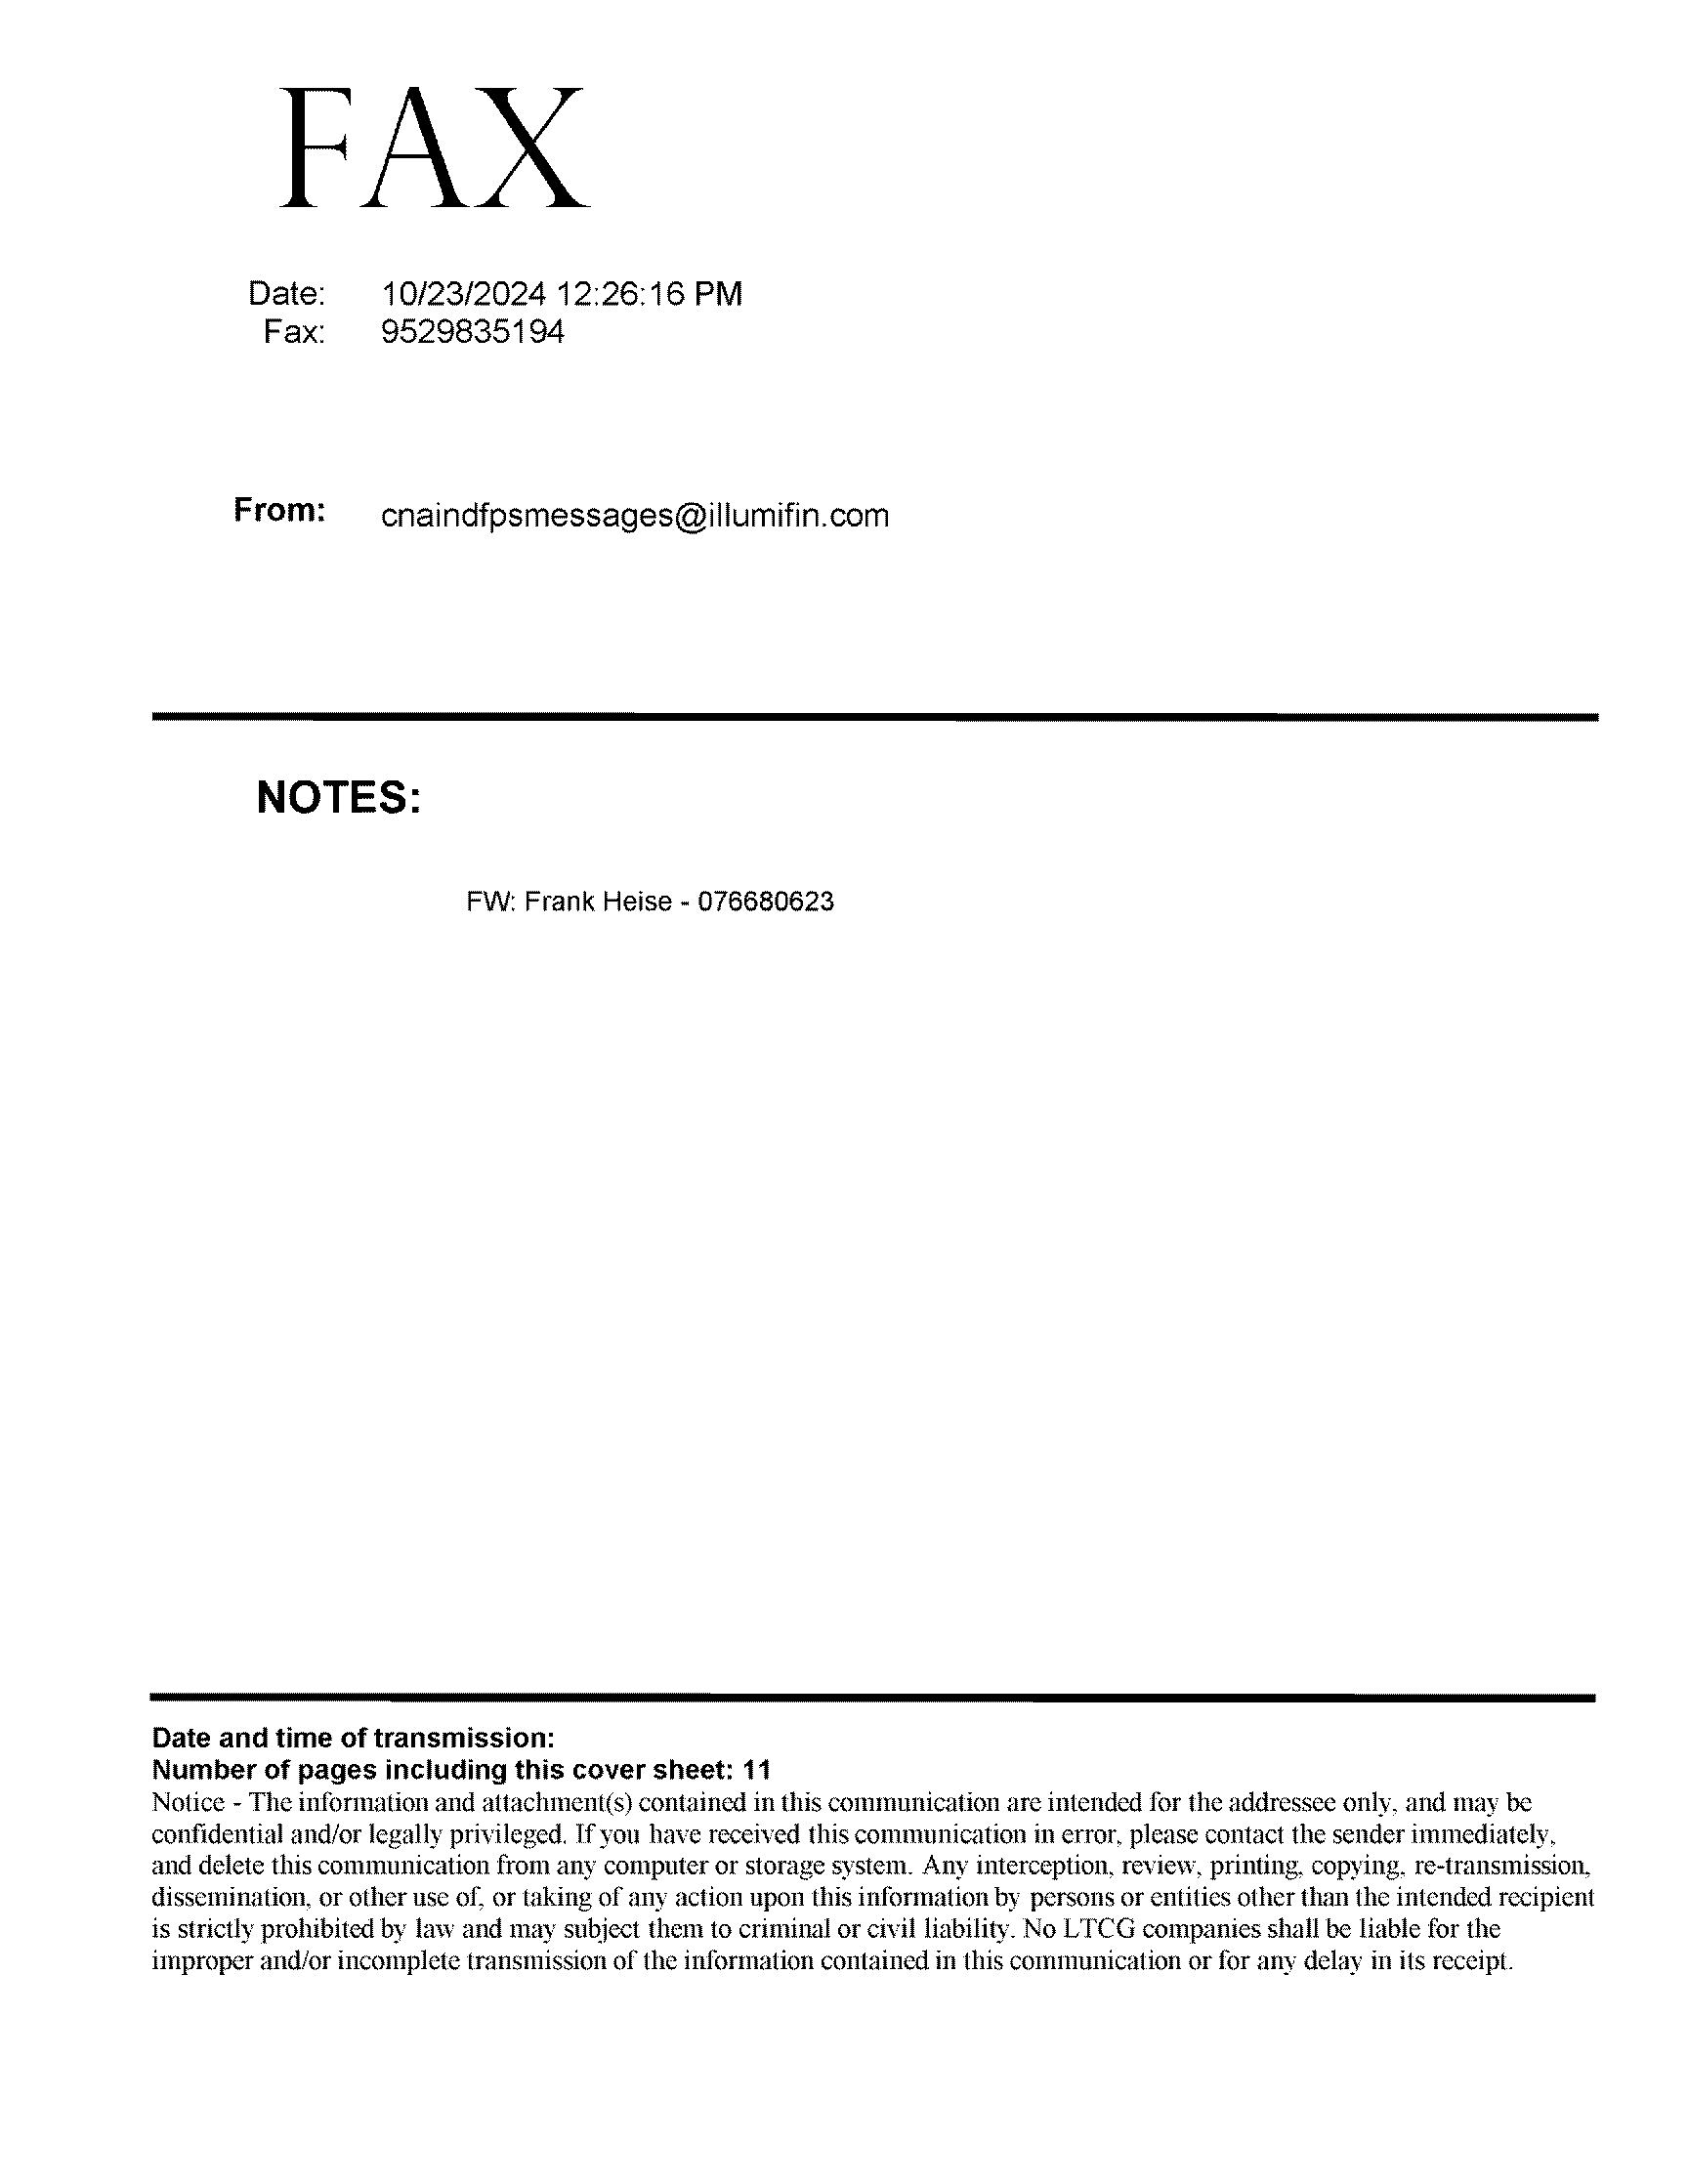 FAX
Date: 10/23/2024 12:26:16 PM
Fax: 9529835194
From: cnaindfpsmessages@illumifin.com
NOTES:
FW: Frank Heise - 076680623
Date and time of transmission:
Number of pages including this cover sheet: 11
Notice - The information and attachment(s) contained in this communication are intended for the addressee only, and may be
confidential and/or legally privileged. If you have received this communication in error, please contact the sender immediately,
and delete this communication from any computer or storage system. Any interception, review, printing, copying, re-transmission,
dissemination, or other use of, or taking of any action upon this information by persons or entities other than the intended recipient
is strictly prohibited by law and may subject them to criminal or civil liability. No LTCG companies shall be liable for the
improper and/or incomplete transmission of the information contained in this communication or for any delay in its receipt.